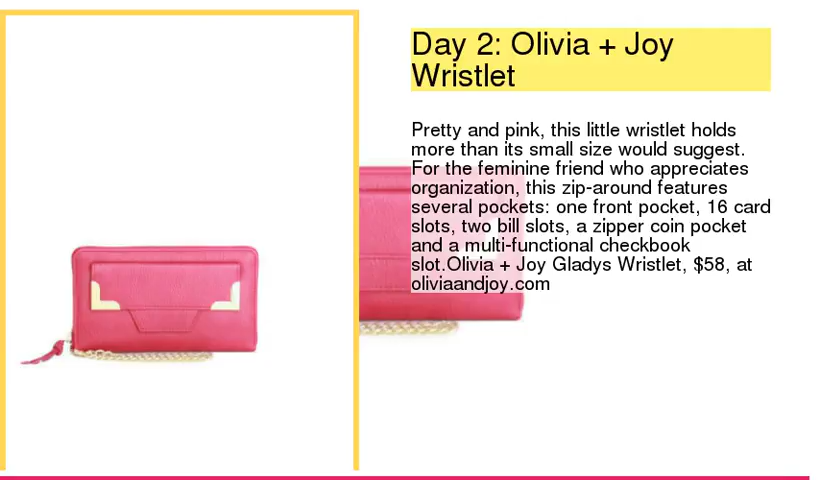 Day 2: Olivia + Joy
Wristlet
Pretty and pink, this little wristlet holds
more than its small size would suggest.
For the feminine friend who appreciates
organization, this zip-around features
several pockets: one front pocket, 16 card
slots, two bill slots, a zipper coin pocket
and a multi-functional checkbook
slot.Olivia + Joy Gladys Wristlet, $58, at
oliviaandjoy.com